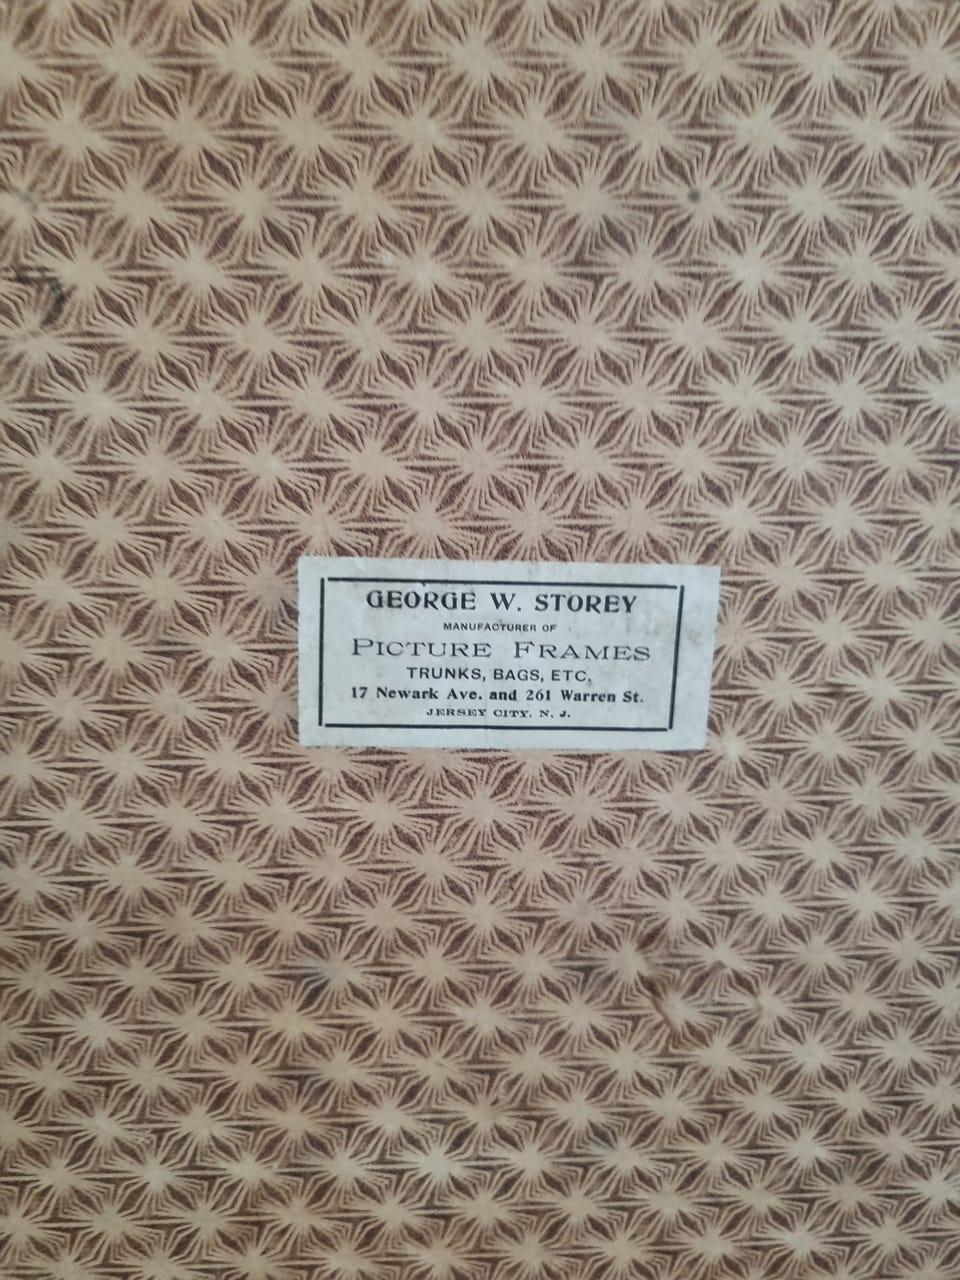 GEORGE W. STOREY
MANUFACTURER OF
PICTURE FRAMES
TRUNKS, BAGS, ETC.
17 Newark Ave. and 261 Warren St.
JERSEY CITY, N. J.